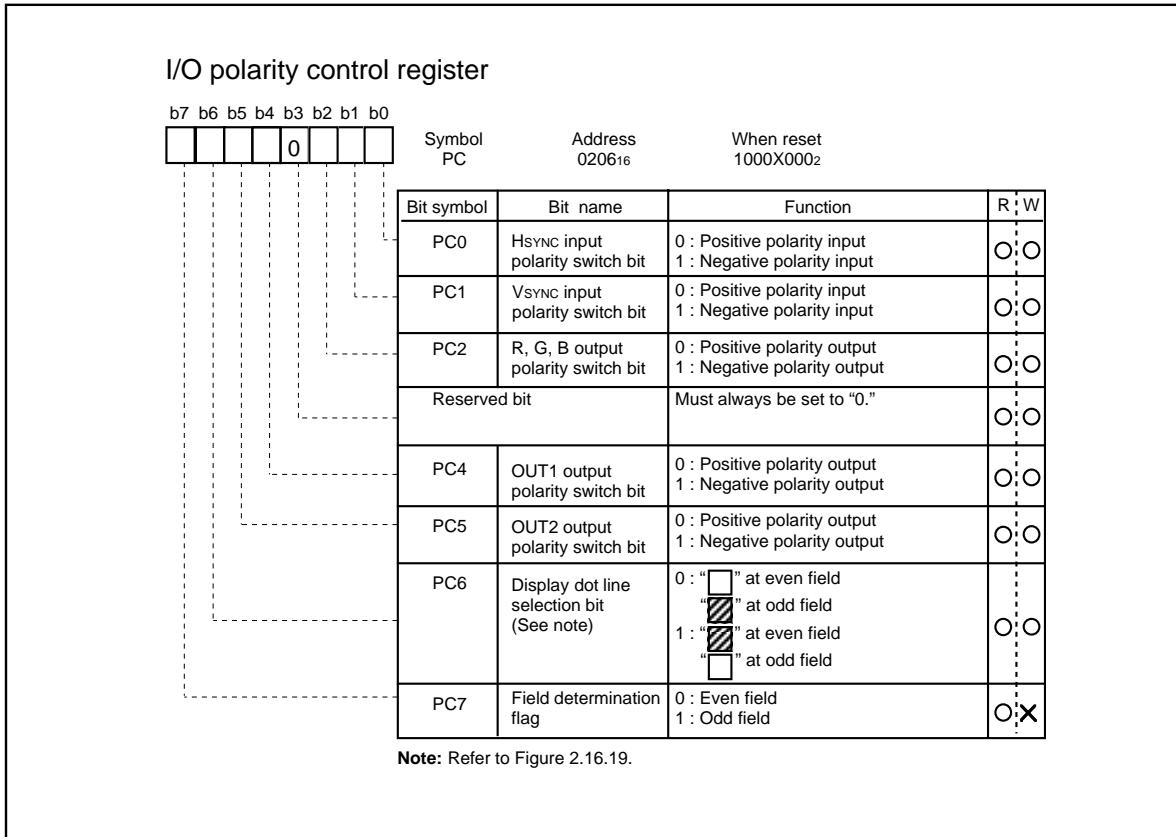 I/O polarity control register
b7 b6 b5 b4 b3 b2 b1 b0
0
Symbol Address When reset
PC 020616 1000X0002
Bit symbol Bit name Function R W
PC0 HSYNC input 0 : Positive polarity input
polarity switch bit 1 : Negative polarity input
PC1 VSYNC input 0 : Positive polarity input
polarity switch bit 1 : Negative polarity input
PC2 R, G, B output 0 : Positive polarity output
polarity switch bit 1 : Negative polarity output
Reserved bit Must always be set to “0.”
PC4 OUT1 output 0 : Positive polarity output
polarity switch bit 1 : Negative polarity output
PC5 OUT2 output 0 : Positive polarity output
polarity switch bit 1 : Negative polarity output
PC6 Display dot line 0 : “ ” at even field
selection bit “ ” at odd field
(See note) 1 : “ ” at even field
“ ” at odd field
PC7 Field determination 0 : Even field
flag 1 : Odd field
Note: Refer to Figure 2.16.19.